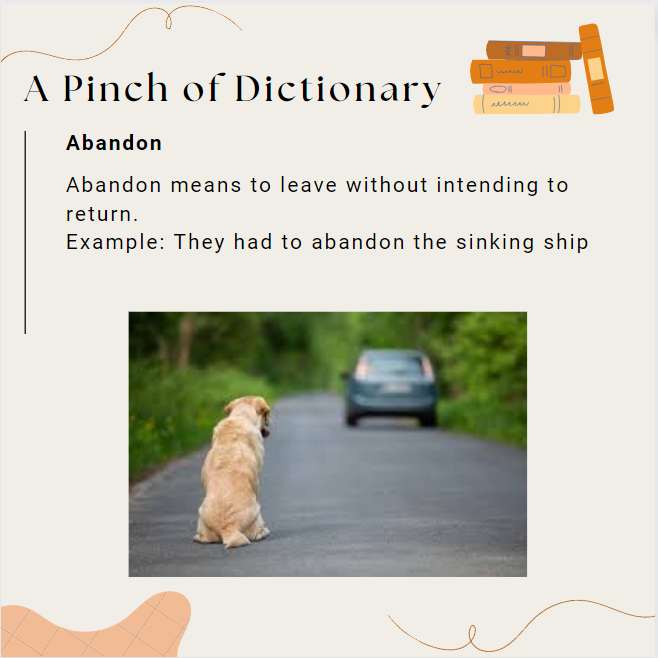 A Pinch of Dictionary
Abandon
Abandon means to leave without intending to
return.
Example: They had to abandon the sinking ship